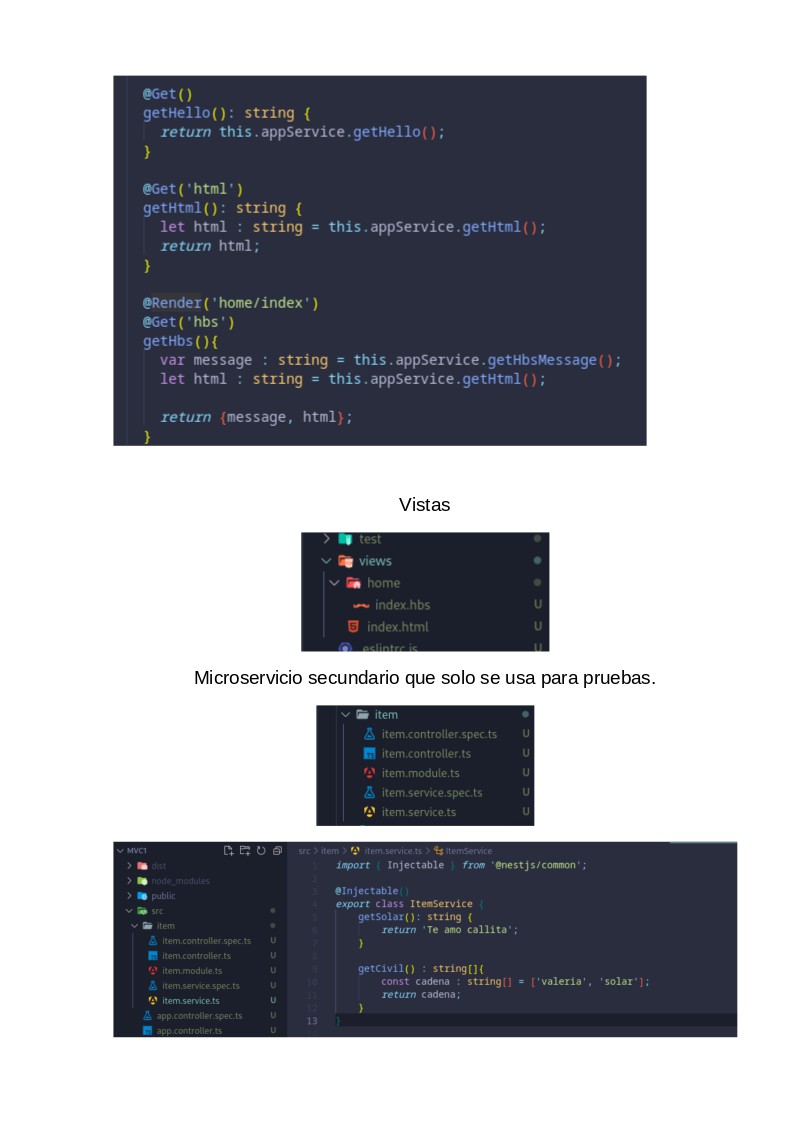 @Get()
getHello(): string {
return this.appService.getHello();
}
@Get('html')
getHtml(): string {
let html : string = this.appService.getHtml();
return html;
}
@Render('home/index')
@Get('hbs')
getHbs(){
var message : string = this.appService.getHbsMessage();
let html : string = this.appService.getHtml();
return {message, html};
}
Vistas
test
views
home
index.hbs U
index.html U
eslintrc.js U
Microservicio secundario que solo se usa para pruebas.
item
item.controller.spec.ts U
item.controller.ts U
item.module.ts U
item.service.spec.ts U
item.service.ts U
MVC1
dist
node_modules
public
src
item
item.controller.spec.ts U
item.controller.ts U
item.module.ts U
item.service.spec.ts U
item.service.ts U
app.controller.spec.ts U
app.controller.ts U
src > item > item.service.ts > ItemService
1 import { Injectable } from '@nestjs/common';
2
3 @Injectable()
4 export class ItemService {
5 getSolar(): string {
6 return 'Te amo callita';
7 }
8
9 getCivil() : string[]{
10 const cadena : string[] = ['valeria', 'solar'];
11 return cadena;
12 }
13 }